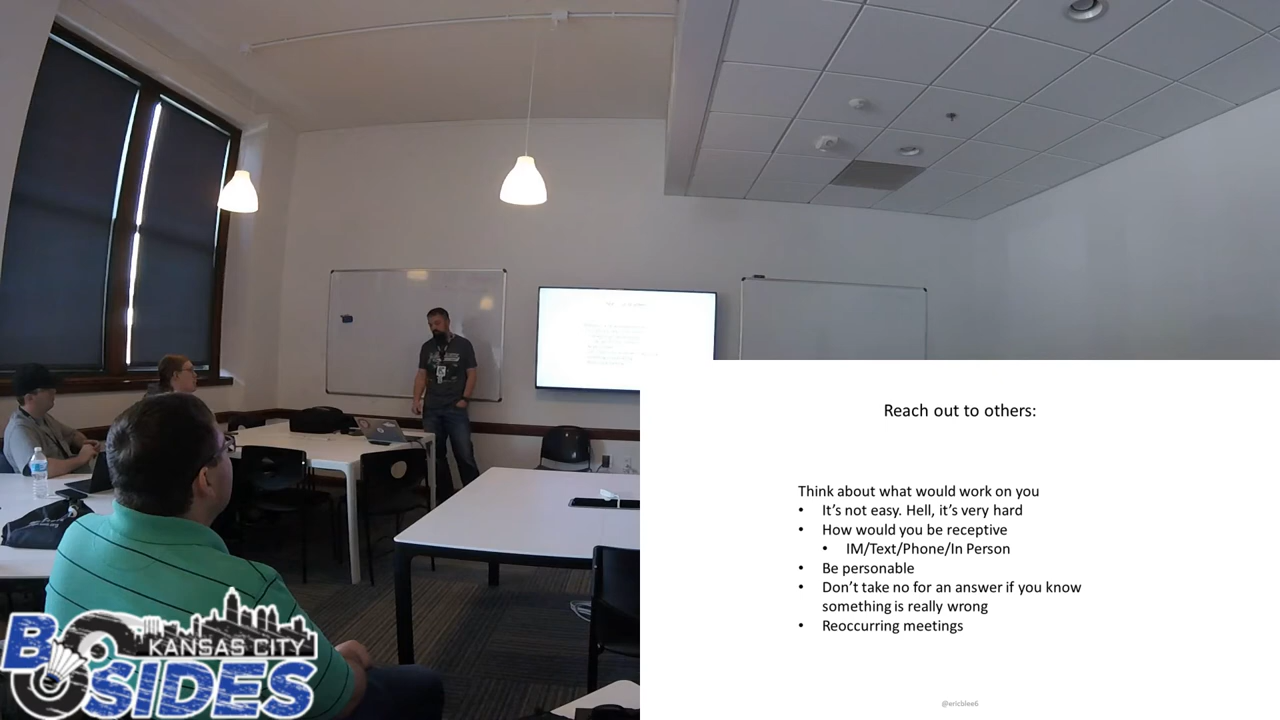 Reach out to others:
Think about what would work on you
• It’s not easy. Hell, it’s very hard
• How would you be receptive
• IM/Text/Phone/In Person
• Be personable
• Don’t take no for an answer if you know
something is really wrong
• Reoccurring meetings
@ericblee6
B SIDES
KANSAS CITY